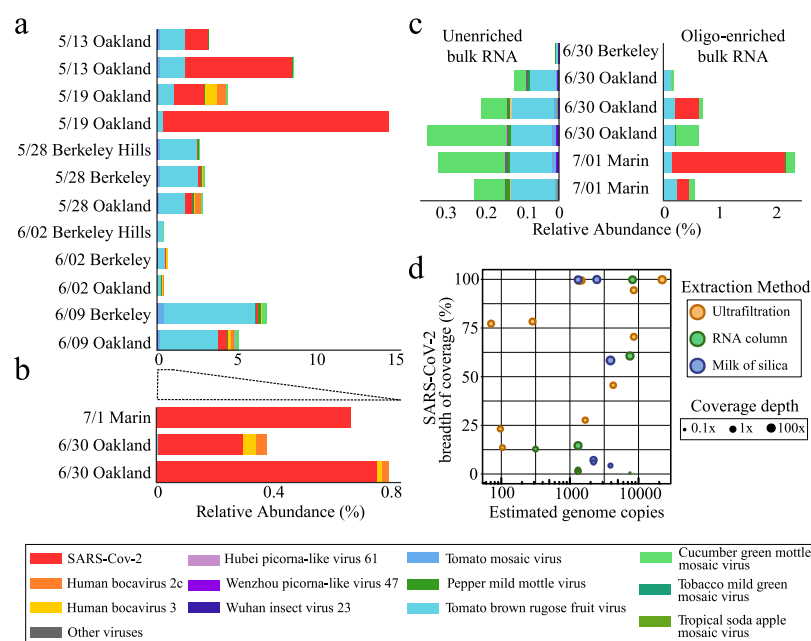 a
5/13 Oakland
5/13 Oakland
5/19 Oakland
5/19 Oakland
5/28 Berkeley Hills
5/28 Berkeley
5/28 Oakland
6/02 Berkeley Hills
6/02 Berkeley
6/02 Oakland
6/09 Berkeley
6/09 Oakland
0 5 10 15
b
7/1 Marin
6/30 Oakland
6/30 Oakland
0 0.4 0.8
Relative Abundance (%)
c
Unenriched bulk RNA
Oligo-enriched bulk RNA
6/30 Berkeley
6/30 Oakland
6/30 Oakland
6/30 Oakland
7/01 Marin
7/01 Marin
0.3 0.2 0.1 0
0 1 2
Relative Abundance (%)
d
SARS-CoV-2
breadth of coverage (%)
100
75
50
25
0
100 1000 10000
Estimated genome copies
Extraction Method
Ultrafiltration
RNA column
Milk of silica
Coverage depth
0.1x 1x 100x
SARS-Cov-2
Human bocavirus 2c
Human bocavirus 3
Other viruses
Hubei picorna-like virus 61
Wenzhou picorna-like virus 47
Wuhan insect virus 23
Tomato mosaic virus
Pepper mild mottle virus
Tomato brown rugose fruit virus
Cucumber green mottle
mosaic virus
Tobacco mild green
mosaic virus
Tropical soda apple
mosaic virus